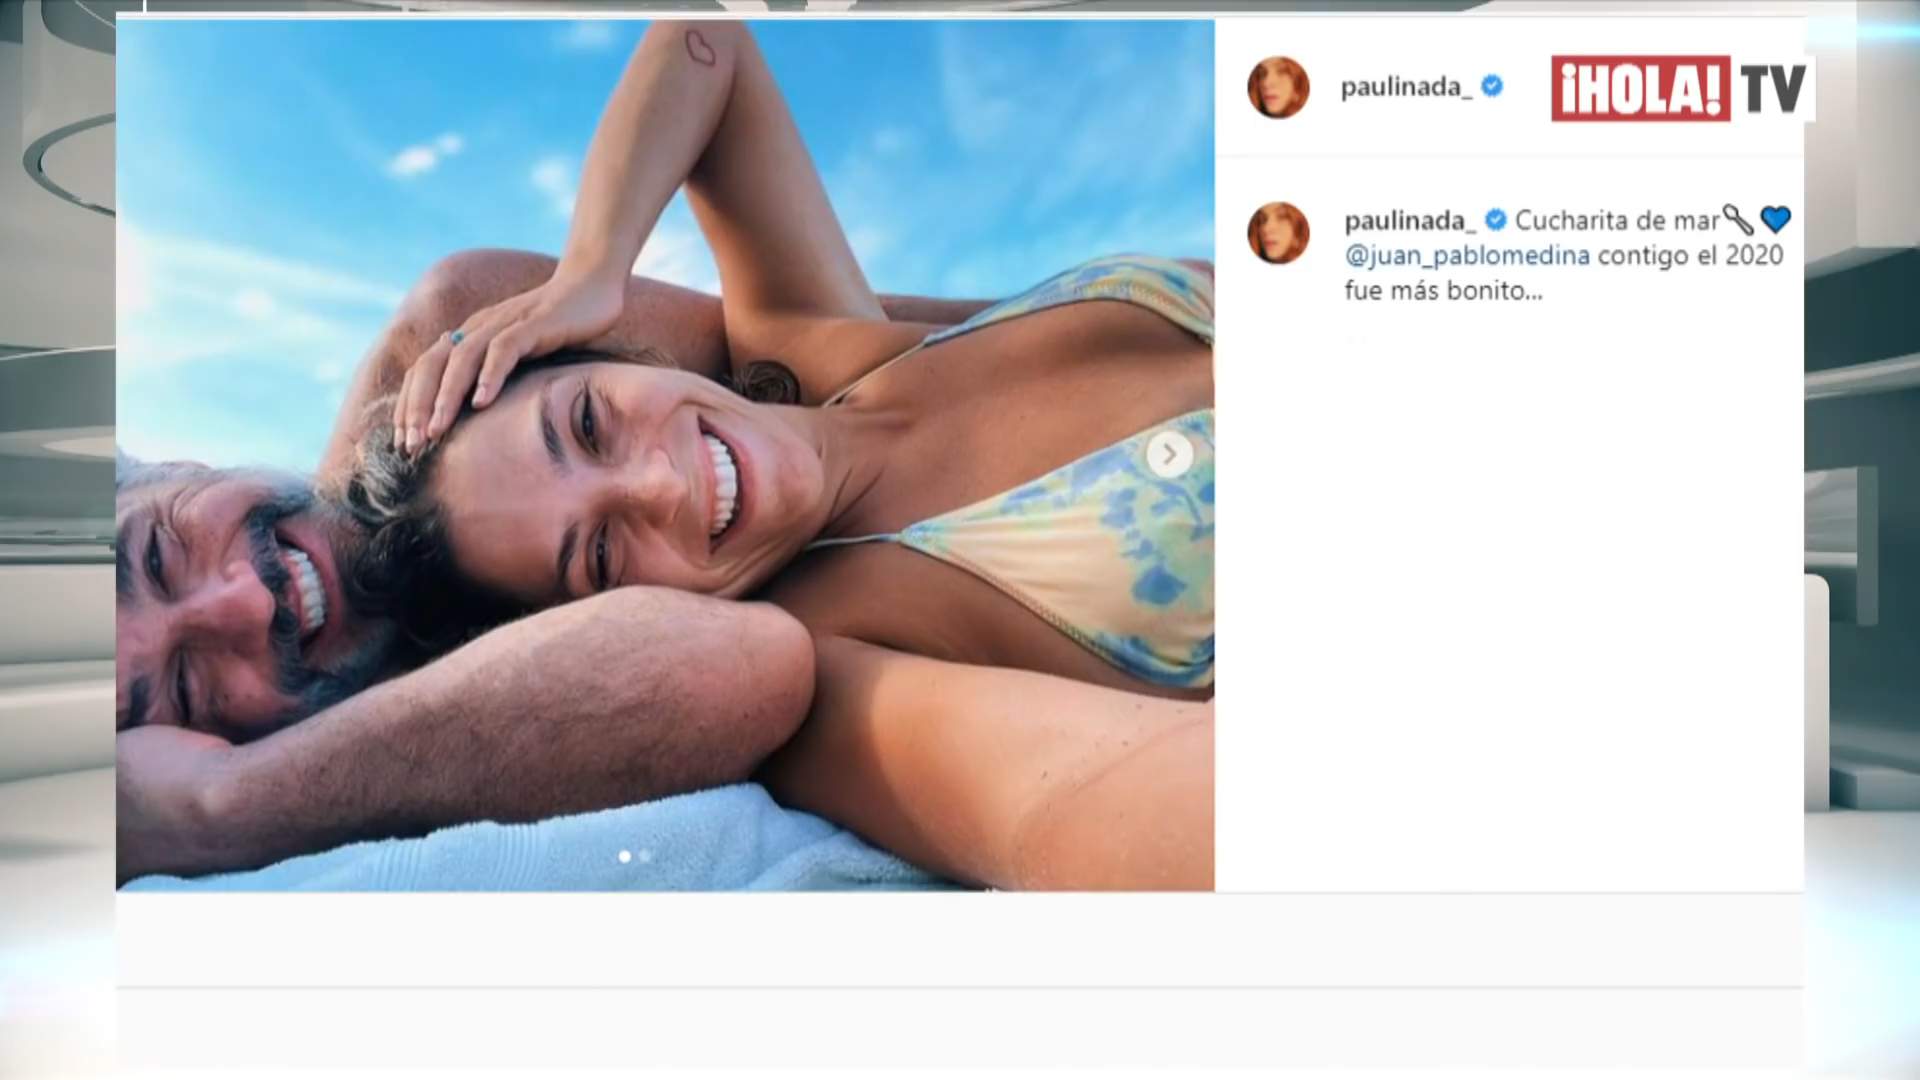 paulinada_
¡HOLA! TV
paulinada_ Cucharita de mar🥄💙
@juan_pablomedina contigo el 2020
fue más bonito...